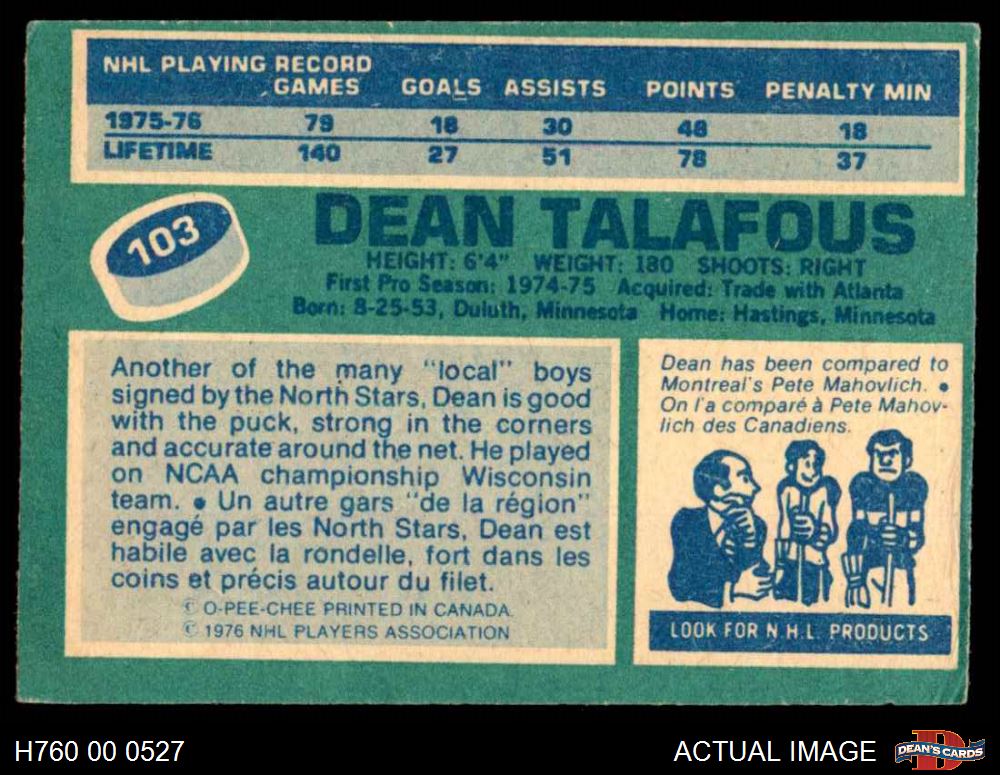 NHL PLAYING RECORD
GAMES GOALS ASSISTS POINTS PENALTY MIN
1975-76 79 18 30 48 18
LIFETIME 140 27 51 78 37
103
DEAN TALAFOUS
HEIGHT: 6'4" WEIGHT: 180 SHOOTS: RIGHT
First Pro Season: 1974-75 Acquired: Trade with Atlanta
Born: 8-25-53, Duluth, Minnesota Home: Hastings, Minnesota
Another of the many "local" boys
signed by the North Stars, Dean is good
with the puck, strong in the corners
and accurate around the net. He played
on NCAA championship Wisconsin
team. • Un autre gars "de la région"
engagé par les North Stars, Dean est
habile avec la rondelle, fort dans les
coins et précis autour du filet.
© O-PEE-CHEE PRINTED IN CANADA.
© 1976 NHL PLAYERS ASSOCIATION
Dean has been compared to
Montreal's Pete Mahovlich. •
On l'a comparé à Pete Mahov-
lich des Canadiens.
LOOK FOR N.H.L. PRODUCTS
H760 00 0527
ACTUAL IMAGE
DEAN'S CARDS